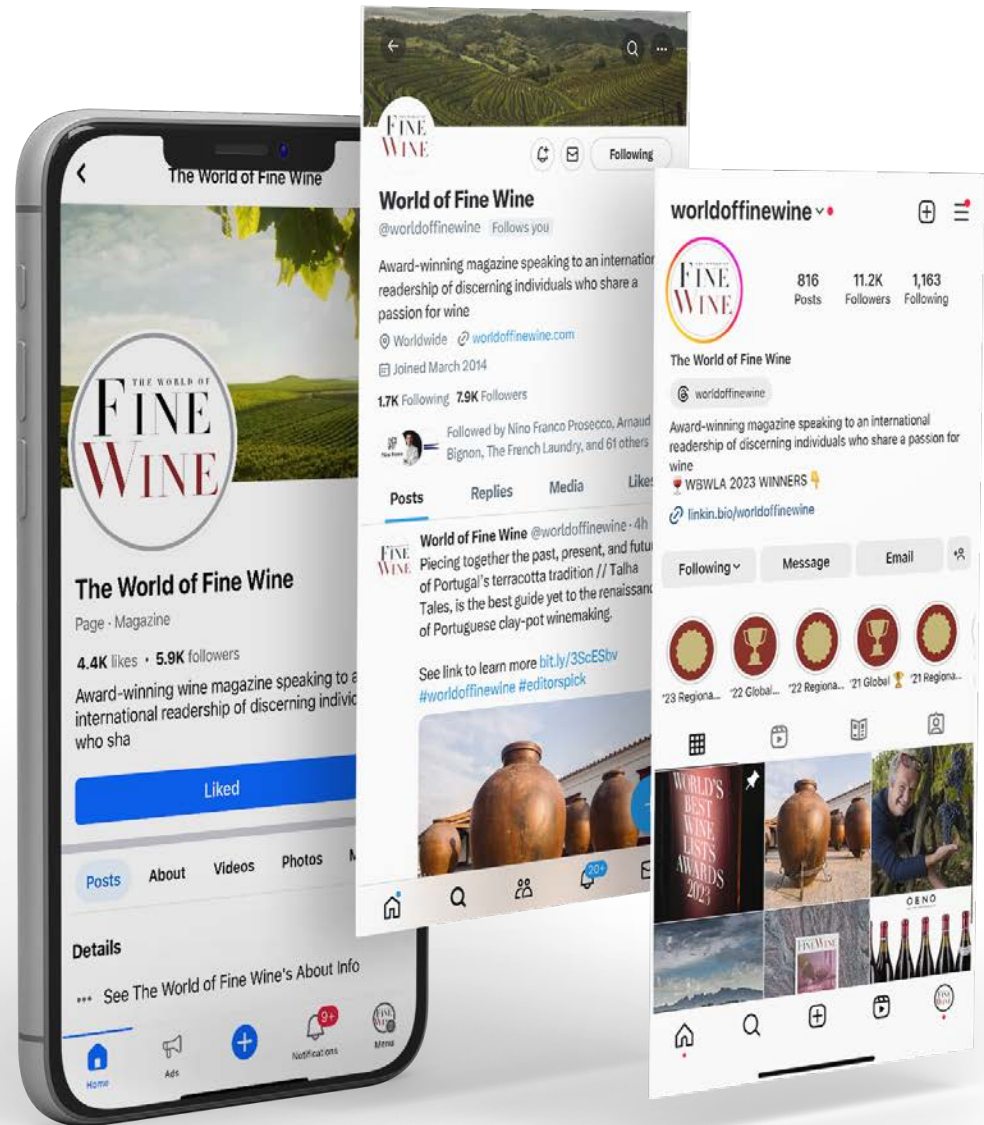 The World of Fine Wine
THE WORLD OF
FINE
WINE
The World of Fine Wine
Page · Magazine
4.4K likes • 5.9K followers
Award-winning wine magazine speaking to a
international readership of discerning individ
who sha
Liked
Posts About Videos Photos M
Details
••• See The World of Fine Wine's About Info
Home Ads Notifications Menu
9+
FINE
WINE
Following
World of Fine Wine
@worldoffinewine Follows you
Award-winning magazine speaking to an internation
readership of discerning individuals who share a
passion for wine
Worldwide worldoffinewine.com
Joined March 2014
1.7K Following 7.9K Followers
Followed by Nino Franco Prosecco, Arnaud
Bignon, The French Laundry, and 61 others
Posts Replies Media Likes
FINE
WINE
World of Fine Wine @worldoffinewine · 4h
Piecing together the past, present, and futu
of Portugal's terracotta tradition // Talha
Tales, is the best guide yet to the renaissanc
of Portuguese clay-pot winemaking.
See link to learn more bit.ly/3ScESbv
#worldoffinewine #editorspick
20+
worldoffinewine
THE WORLD OF
FINE
WINE
816 11.2K 1,163
Posts Followers Following
The World of Fine Wine
worldoffinewine
Award-winning magazine speaking to an international
readership of discerning individuals who share a passion for
wine
🍷 WBWLA 2023 WINNERS 👇
linkin.bio/worldoffinewine
Following Message Email
'23 Regiona... '22 Global... '22 Regiona... '21 Global 🏆 '21 Regiona...
WORLD'S
BEST
WINE
LISTS
AWARDS
2023
OENO
FINE WINE
FINE
WINE